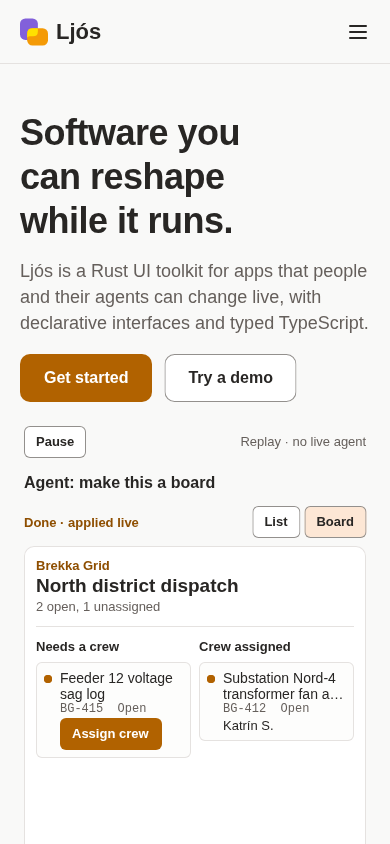 Ljós
Software you
can reshape
while it runs.
Ljós is a Rust UI toolkit for apps that people
and their agents can change live, with
declarative interfaces and typed TypeScript.
Get started
Try a demo
Pause
Replay · no live agent
Agent: make this a board
Done · applied live
List
Board
Brekka Grid
North district dispatch
2 open, 1 unassigned
Needs a crew
Feeder 12 voltage
sag log
BG-415 Open
Assign crew
Crew assigned
Substation Nord-4
transformer fan a…
BG-412 Open
Katrín S.